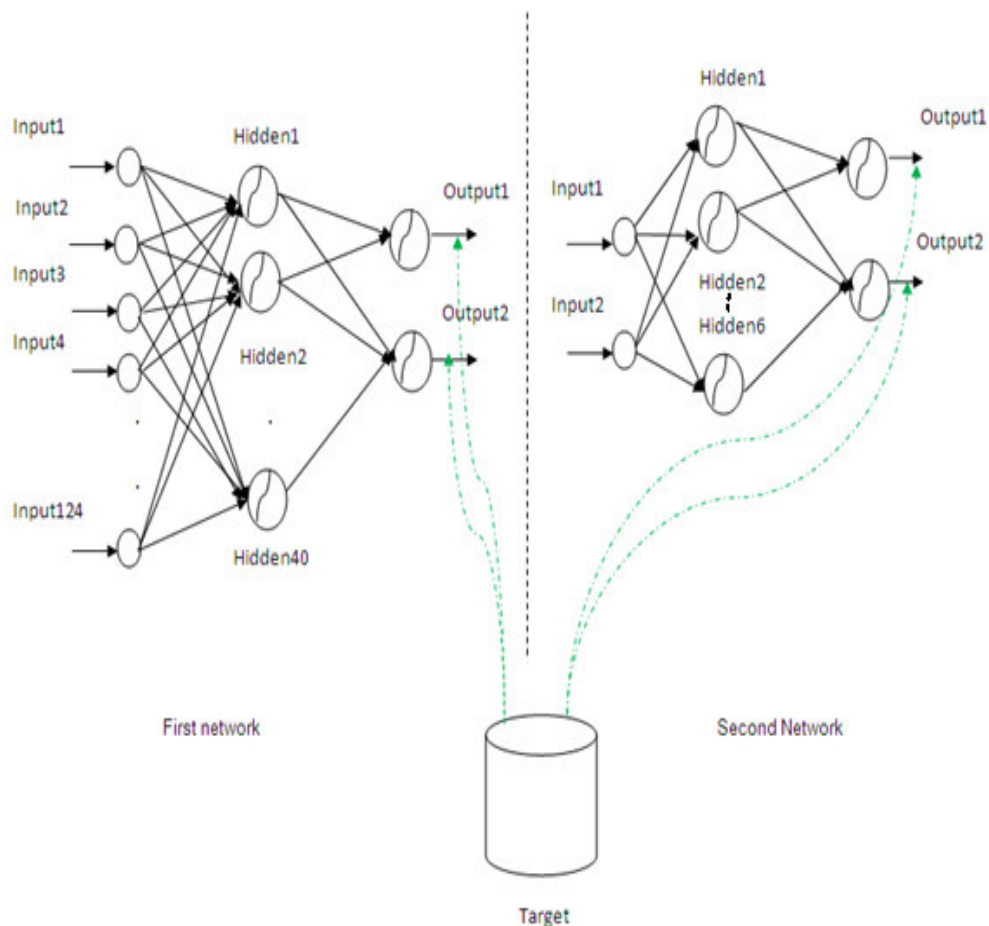 Input1
Input2
Input3
Input4
Input124
Hidden1
Hidden2
Hidden40
Output1
Output2
First network
Input1
Input2
Hidden1
Hidden2
Hidden6
Output1
Output2
Second Network
Target